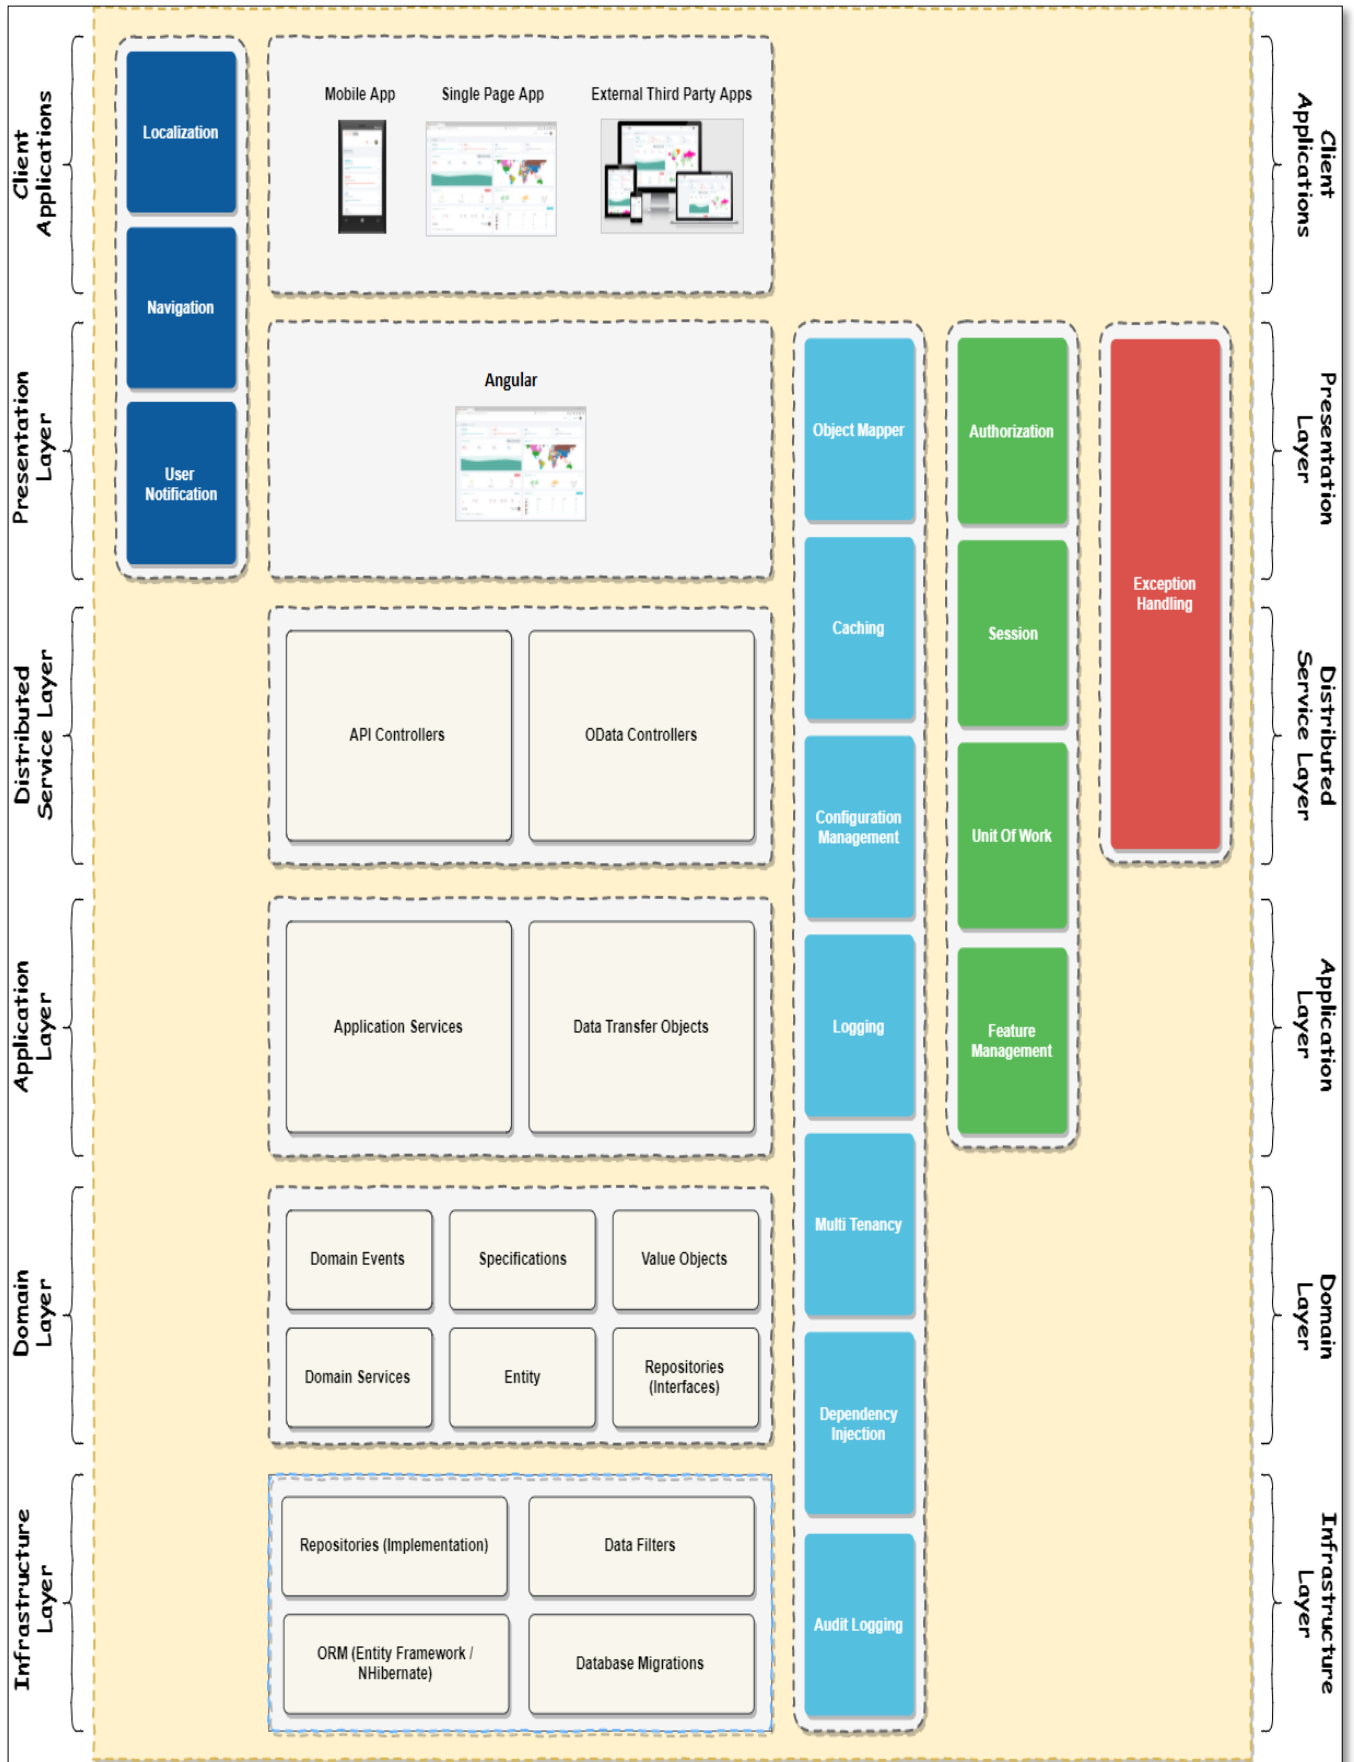 Client
Applications
Localization
Navigation
User
Notification
Mobile App
Single Page App
External Third Party Apps
Client
Applications
Presentation
Layer
Angular
Object Mapper
Caching
Configuration
Management
Logging
Multi Tenancy
Dependency
Injection
Audit Logging
Authorization
Session
Unit Of Work
Feature
Management
Exception
Handling
Presentation
Layer
Distributed
Service Layer
API Controllers
OData Controllers
Distributed
Service Layer
Application
Layer
Application Services
Data Transfer Objects
Application
Layer
Domain
Layer
Domain Events
Specifications
Value Objects
Domain Services
Entity
Repositories
(Interfaces)
Domain
Layer
Infrastructure
Layer
Repositories (Implementation)
Data Filters
ORM (Entity Framework /
NHibernate)
Database Migrations
Infrastructure
Layer